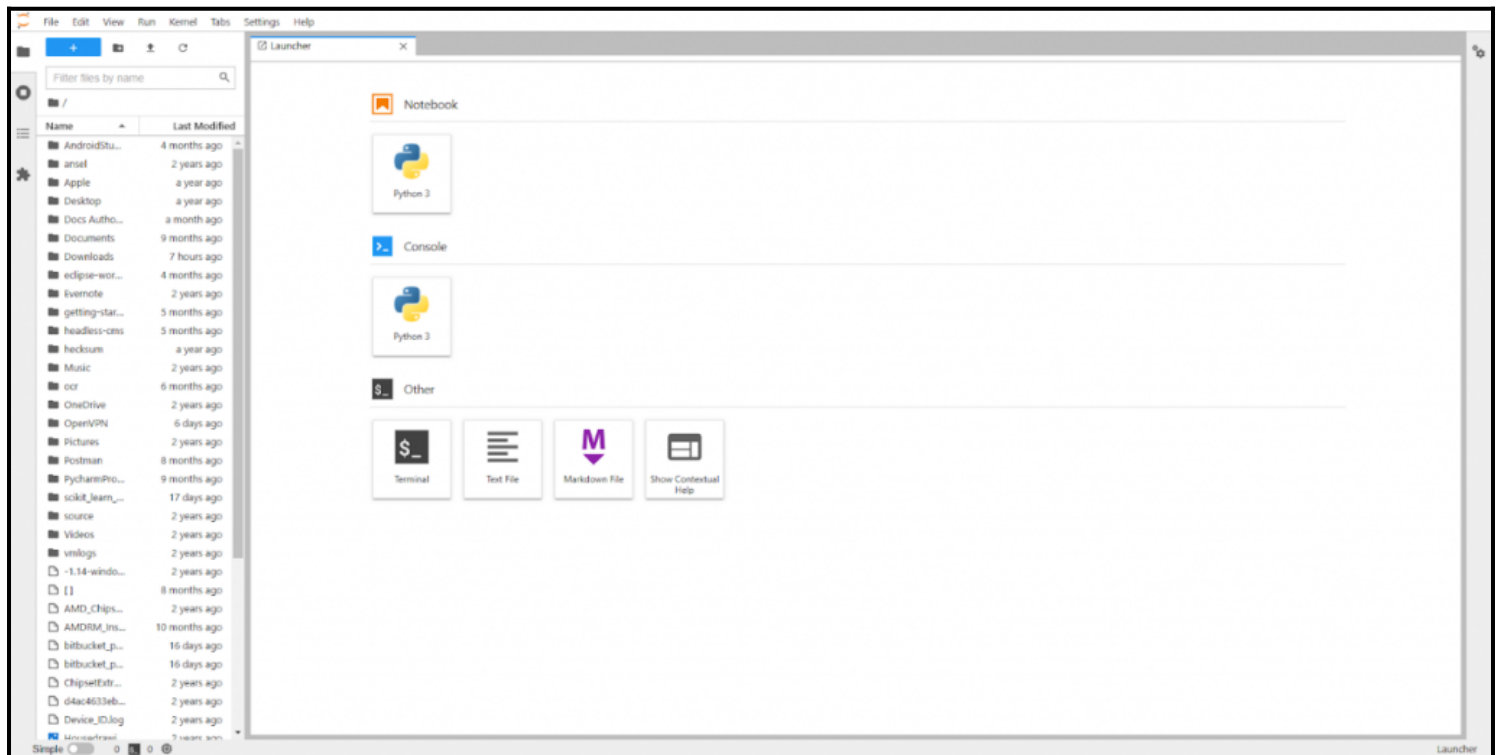 File Edit View Run Kernel Tabs Settings Help
+
Filter files by name
/
Name Last Modified
AndroidStu... 4 months ago
ansel 2 years ago
Apple a year ago
Desktop a year ago
Docs Autho... a month ago
Documents 9 months ago
Downloads 7 hours ago
eclipse-wor... 4 months ago
Evernote 2 years ago
getting-star... 5 months ago
headless-cms 5 months ago
hecksum a year ago
Music 2 years ago
ocr 6 months ago
OneDrive 2 years ago
OpenVPN 6 days ago
Pictures 2 years ago
Postman 8 months ago
PycharmPro... 9 months ago
scikit_learn_... 17 days ago
source 2 years ago
Videos 2 years ago
vmlogs 2 years ago
-1.14-windo... 2 years ago
[] 8 months ago
AMD_Chips... 2 years ago
AMDRM_Ins... 10 months ago
bitbucket_p... 16 days ago
bitbucket_p... 16 days ago
ChipsetExtr... 2 years ago
d4ac4633eb... 2 years ago
Device_ID.log 2 years ago
Housedrawi... 2 years ago
Launcher
Notebook
Python 3
Console
Python 3
$_ Other
$_
M
Terminal Text File Markdown File Show Contextual
Help
Simple 0 $_ 0
Launcher